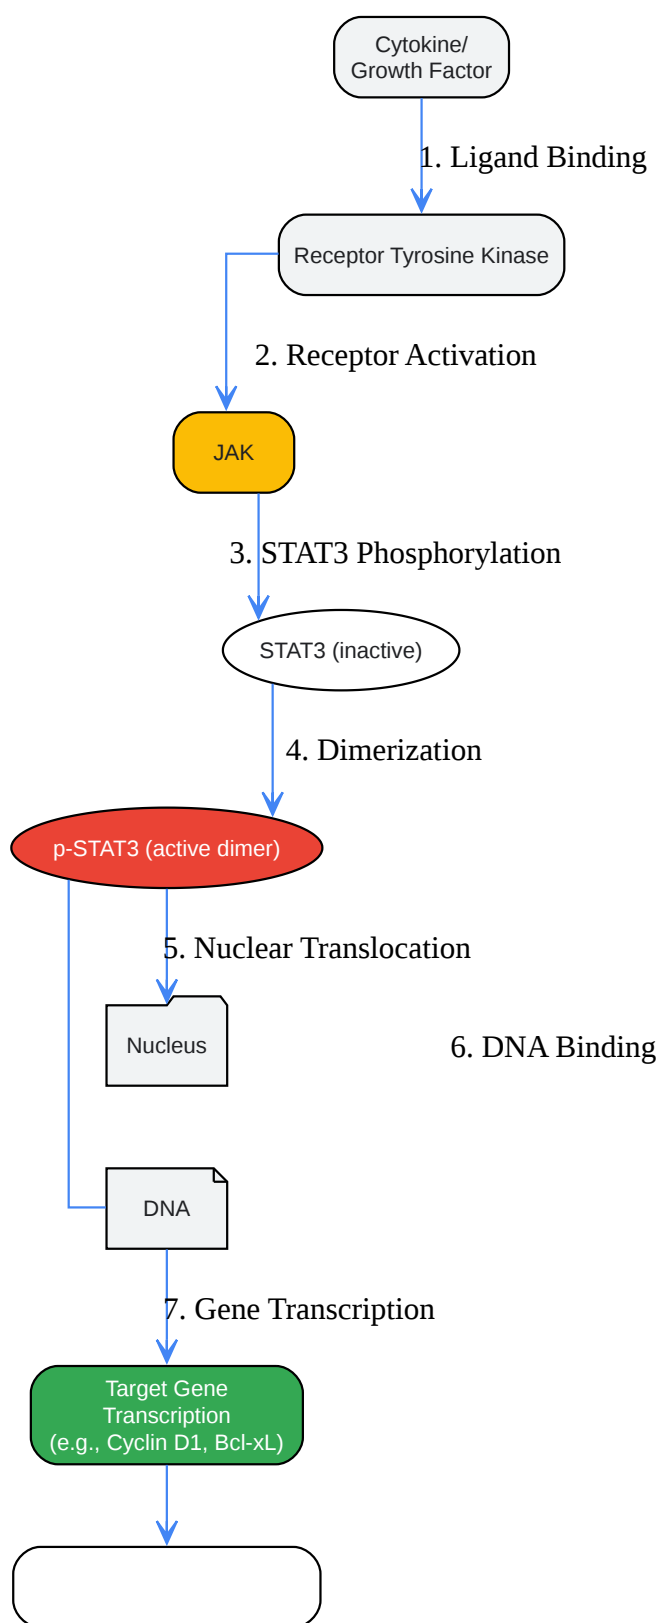 Cytokine/
Growth Factor
1. Ligand Binding
Receptor Tyrosine Kinase
2. Receptor Activation
JAK
3. STAT3 Phosphorylation
STAT3 (inactive)
4. Dimerization
p-STAT3 (active dimer)
5. Nuclear Translocation
Nucleus
6. DNA Binding
DNA
7. Gene Transcription
Target Gene
Transcription
(e.g., Cyclin D1, Bcl-xL)